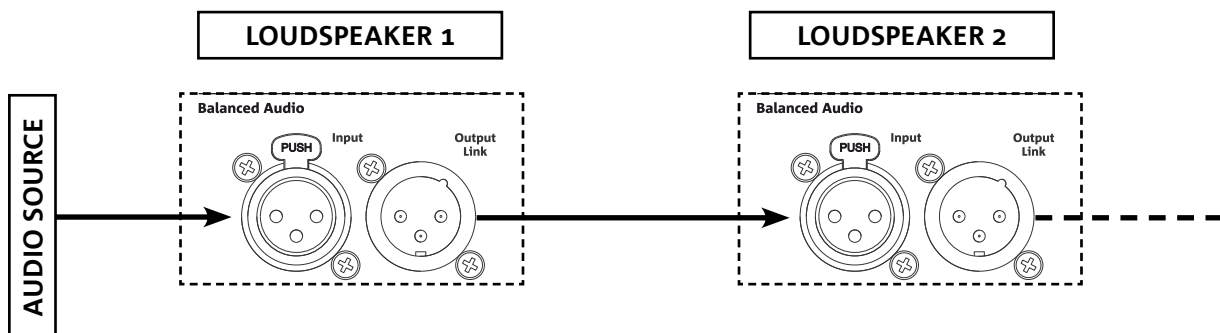 LOUDSPEAKER 1
LOUDSPEAKER 2
AUDIO SOURCE
Balanced Audio
PUSH
Input
Output
Link
Balanced Audio
PUSH
Input
Output
Link